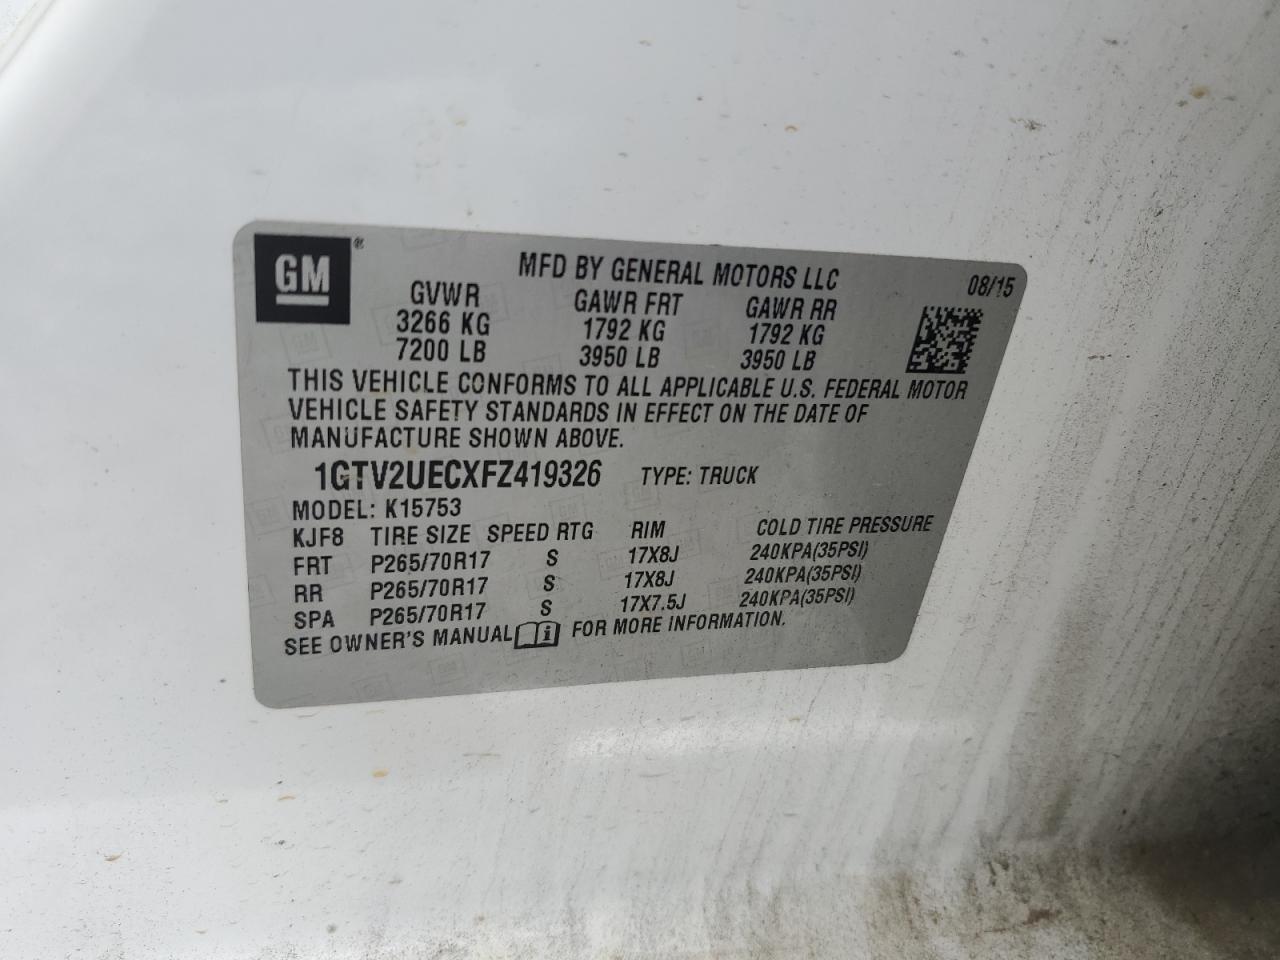 GM ®
MFD BY GENERAL MOTORS LLC 08/15
GVWR GAWR FRT GAWR RR
3266 KG 1792 KG 1792 KG
7200 LB 3950 LB 3950 LB
THIS VEHICLE CONFORMS TO ALL APPLICABLE U.S. FEDERAL MOTOR
VEHICLE SAFETY STANDARDS IN EFFECT ON THE DATE OF
MANUFACTURE SHOWN ABOVE.
1GTV2UECXFZ419326 TYPE: TRUCK
MODEL: K15753
KJF8 TIRE SIZE SPEED RTG RIM COLD TIRE PRESSURE
FRT P265/70R17 S 17X8J 240KPA(35PSI)
RR P265/70R17 S 17X8J 240KPA(35PSI)
SPA P265/70R17 S 17X7.5J 240KPA(35PSI)
SEE OWNER'S MANUAL FOR MORE INFORMATION.